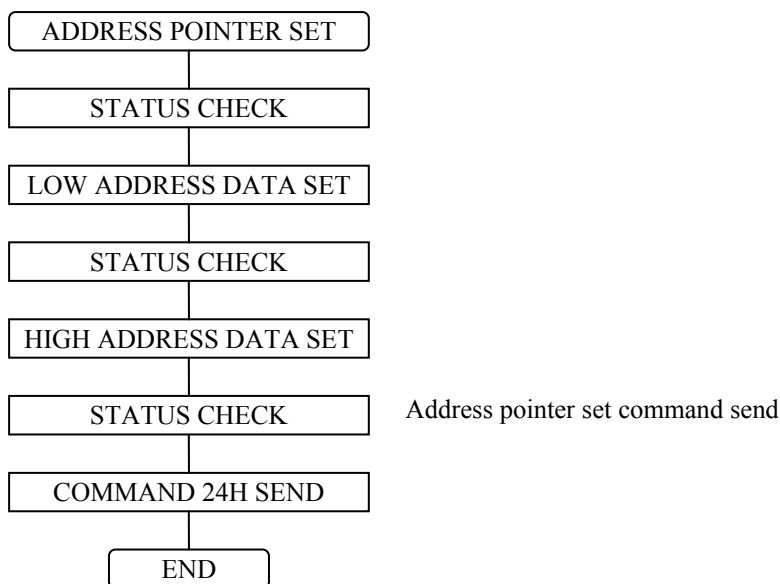 ADDRESS POINTER SET
STATUS CHECK
LOW ADDRESS DATA SET
STATUS CHECK
HIGH ADDRESS DATA SET
STATUS CHECK
Address pointer set command send
COMMAND 24H SEND
END